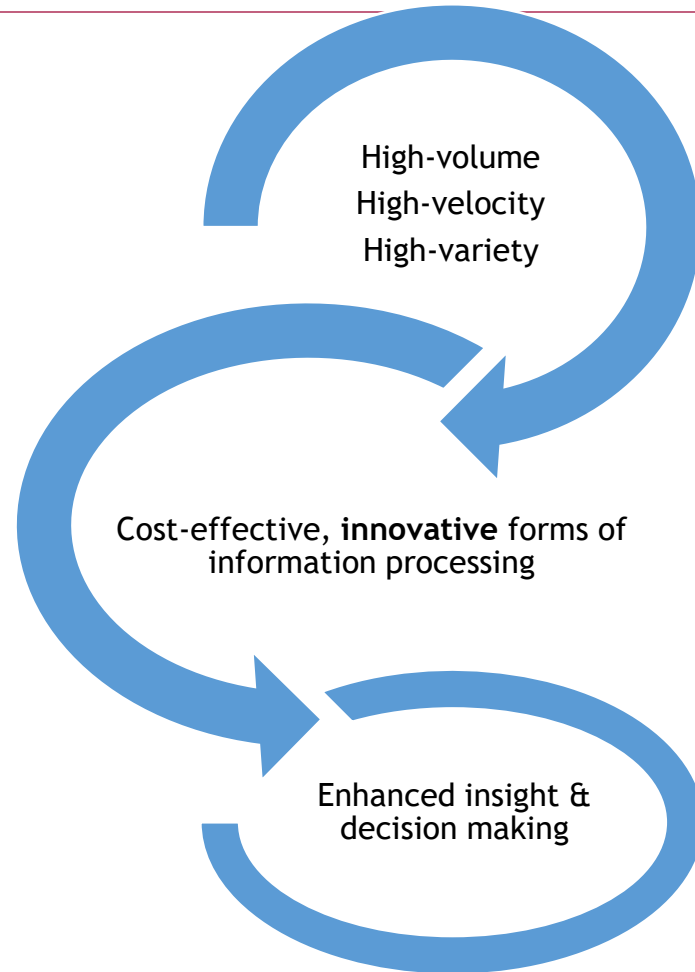 High-volume
High-velocity
High-variety
Cost-effective, innovative forms of
information processing
Enhanced insight &
decision making